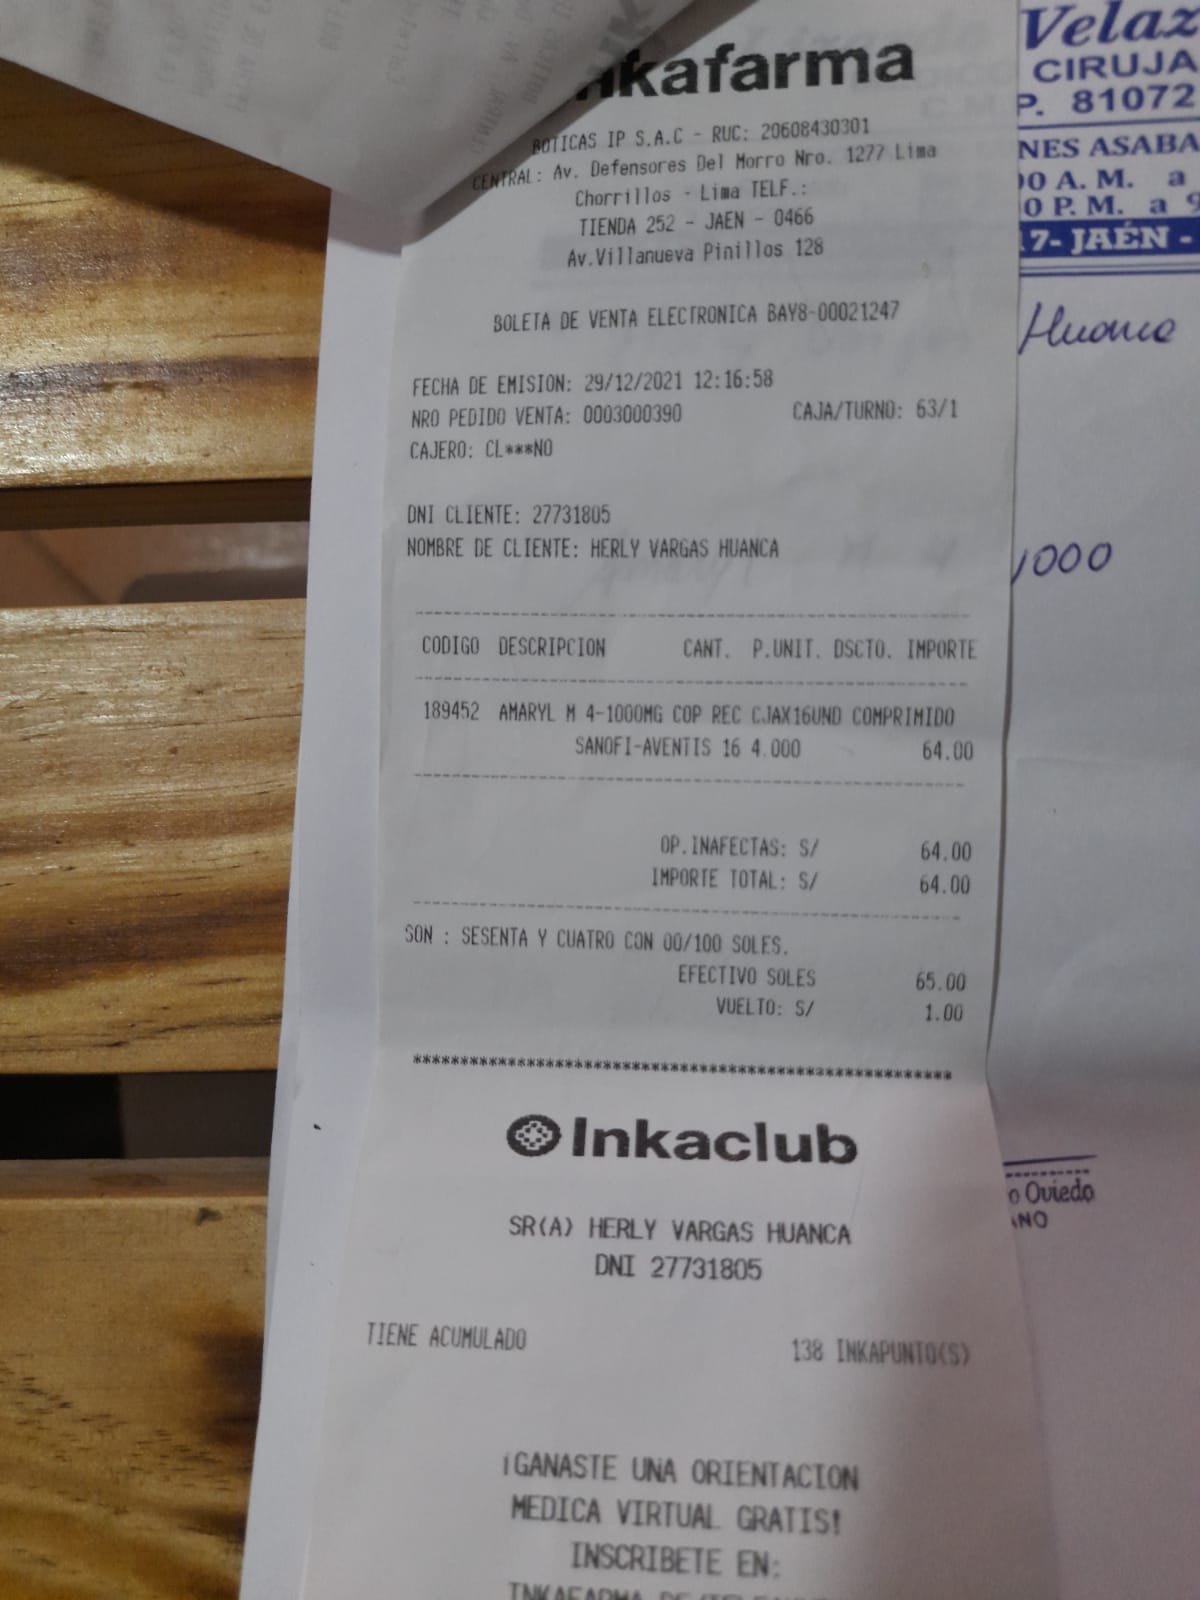 nkafarma
BOTICAS IP S.A.C - RUC: 20608430301
CENTRAL: Av. Defensores Del Morro Nro. 1277 Lima
Chorrillos - Lima TELF.:
TIENDA 252 - JAEN - 0466
Av.Villanueva Pinillos 128
BOLETA DE VENTA ELECTRONICA BAY8-00021247
FECHA DE EMISION: 29/12/2021 12:16:58
NRO PEDIDO VENTA: 0003000390 CAJA/TURNO: 63/1
CAJERO: CL***NO
DNI CLIENTE: 27731805
NOMBRE DE CLIENTE: HERLY VARGAS HUANCA
CODIGO DESCRIPCION CANT. P.UNIT. DSCTO. IMPORTE
189452 AMARYL M 4-1000MG COP REC CJAX16UND COMPRIMIDO
SANOFI-AVENTIS 16 4.000 64.00
OP.INAFECTAS: S/ 64.00
IMPORTE TOTAL: S/ 64.00
SON : SESENTA Y CUATRO CON 00/100 SOLES.
EFECTIVO SOLES 65.00
VUELTO: S/ 1.00
*********************************************************
Inkaclub
SR(A) HERLY VARGAS HUANCA
DNI 27731805
TIENE ACUMULADO 138 INKAPUNTO(S)
¡GANASTE UNA ORIENTACION
MEDICA VIRTUAL GRATIS!
INSCRIBETE EN:
Velaz
CIRUJA
P. 81072
NES ASABA
00 A. M. a
0 P. M. a 9
17- JAÉN -
1000
o Oviedo
ANO